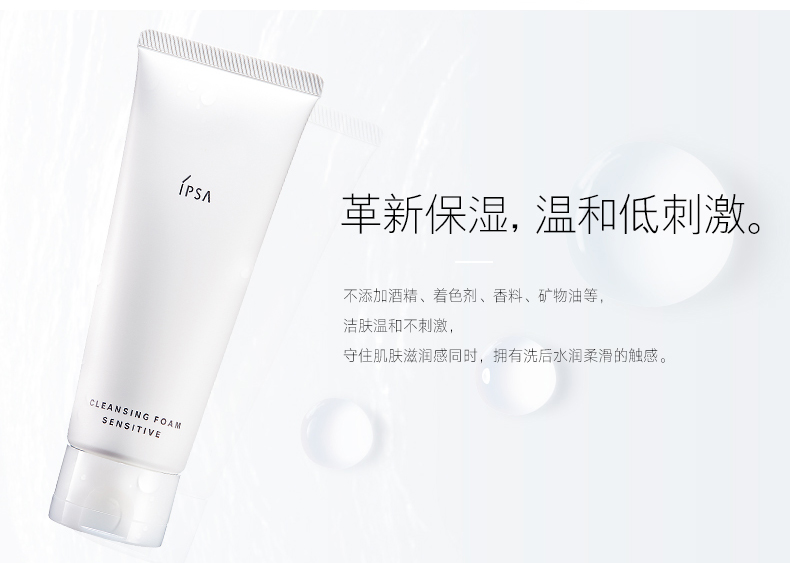 革新保湿，温和低刺激。
不添加酒精、着色剂、香料、矿物油等，
洁肤温和不刺激，
守住肌肤滋润感同时，拥有洗后水润柔滑的触感。
IPSA
CLEANSING FOAM
SENSITIVE